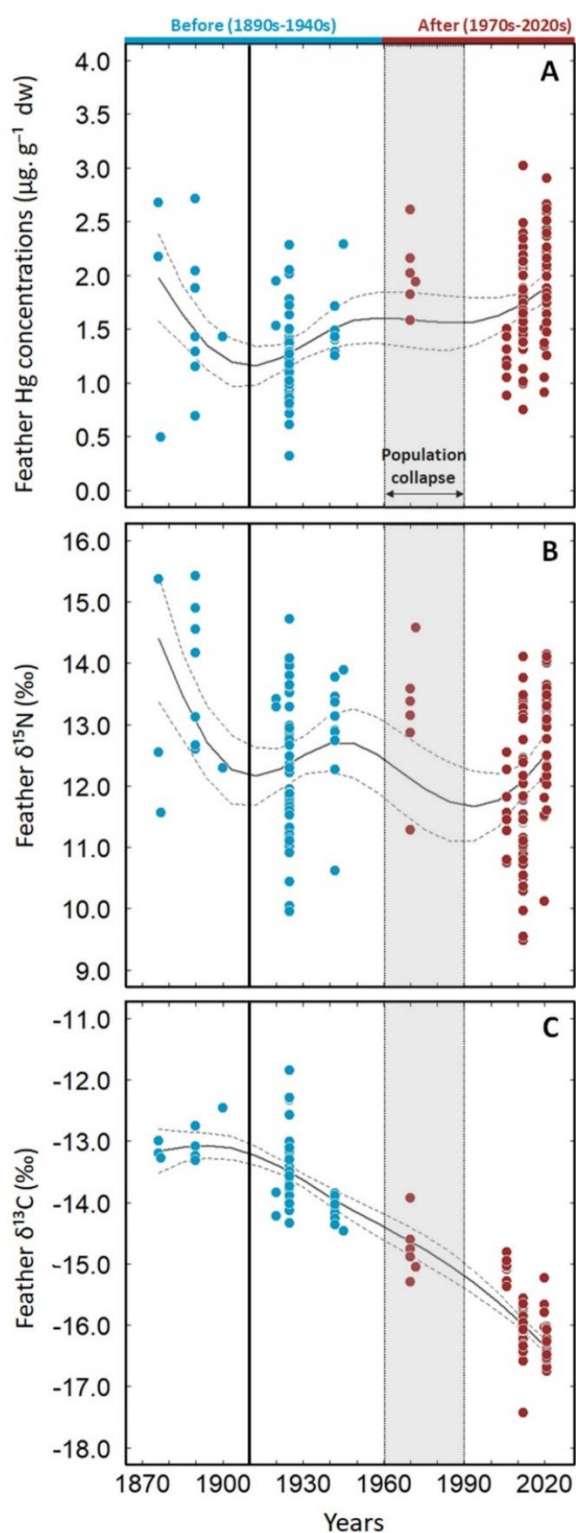 Before (1890s-1940s) After (1970s-2020s)
A
Feather Hg concentrations (µg. g⁻¹ dw)
4.0
3.5
3.0
2.5
2.0
1.5
1.0
0.5
0.0
Population
collapse
B
Feather δ¹⁵N (‰)
16.0
15.0
14.0
13.0
12.0
11.0
10.0
9.0
C
Feather δ¹³C (‰)
-11.0
-12.0
-13.0
-14.0
-15.0
-16.0
-17.0
-18.0
1870 1900 1930 1960 1990 2020
Years